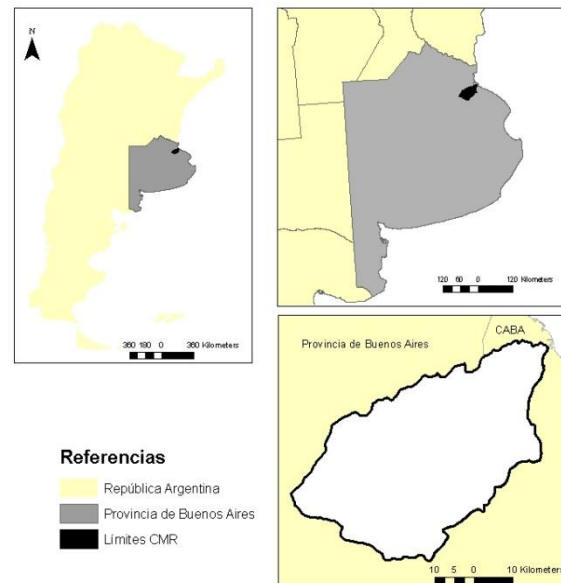 N
360 180 0 360 Kilometers
120 60 0 120 Kilometers
Provincia de Buenos Aires
CABA
10 5 0 10 Kilometers
Referencias
República Argentina
Provincia de Buenos Aires
Límites CMR